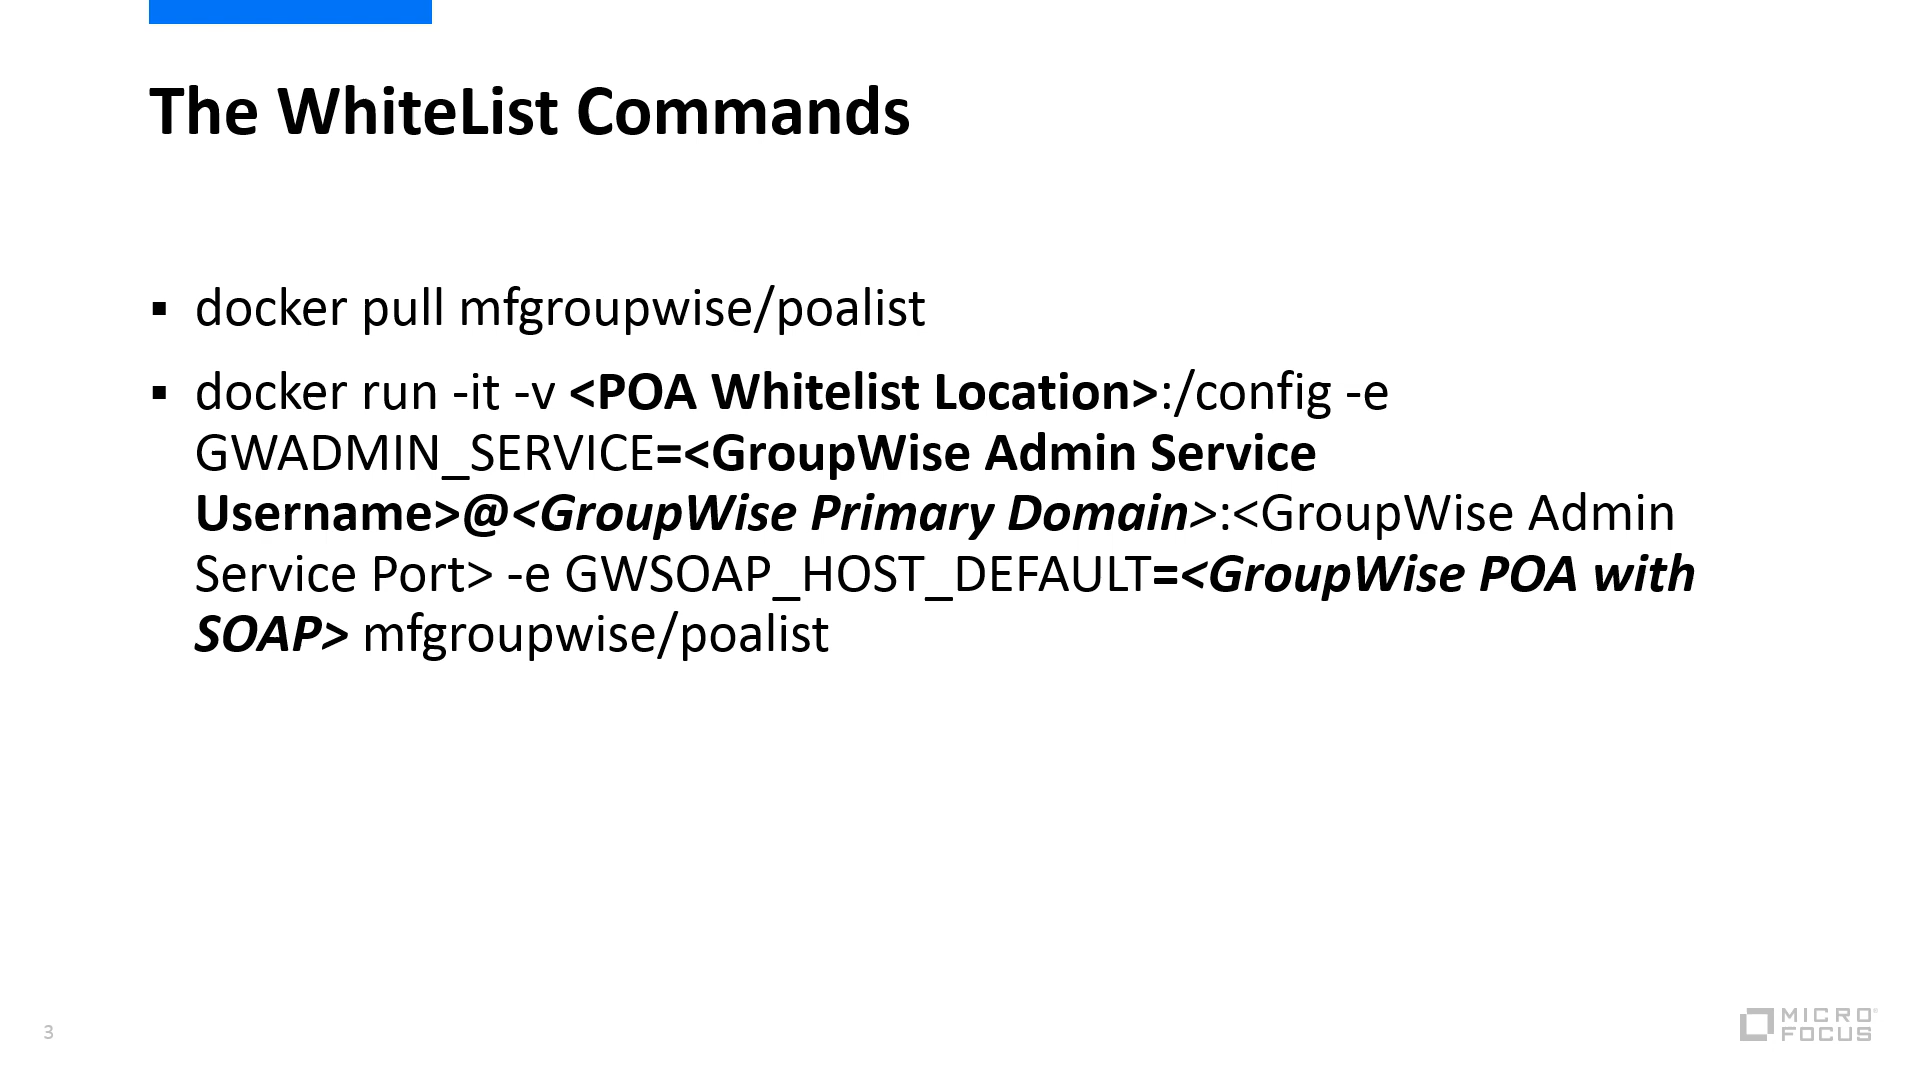 The WhiteList Commands
▪ docker pull mfgroupwise/poalist
▪ docker run -it -v <POA Whitelist Location>:/config -e
GWADMIN_SERVICE=<GroupWise Admin Service
Username>@<GroupWise Primary Domain>:<GroupWise Admin
Service Port> -e GWSOAP_HOST_DEFAULT=<GroupWise POA with
SOAP> mfgroupwise/poalist
3
MICRO
FOCUS